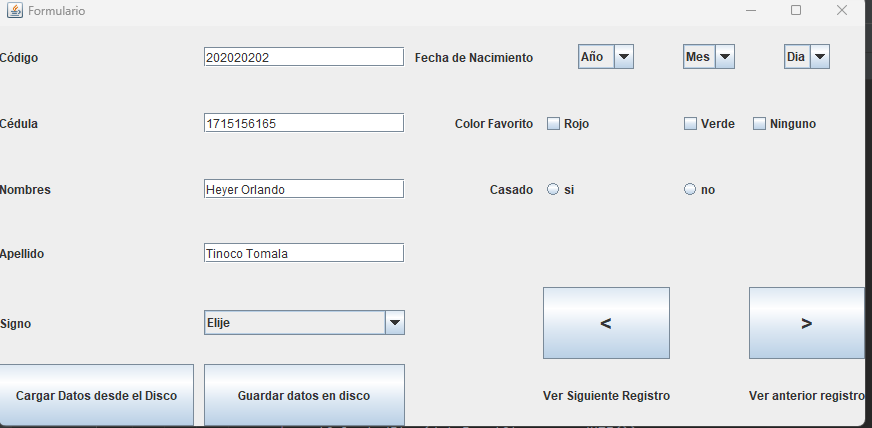 Formulario
Código 202020202 Fecha de Nacimiento Año Mes Dia
Cédula 1715156165 Color Favorito Rojo Verde Ninguno
Nombres Heyer Orlando Casado si no
Apellido Tinoco Tomala
Signo Elije < >
Cargar Datos desde el Disco Guardar datos en disco Ver Siguiente Registro Ver anterior registro